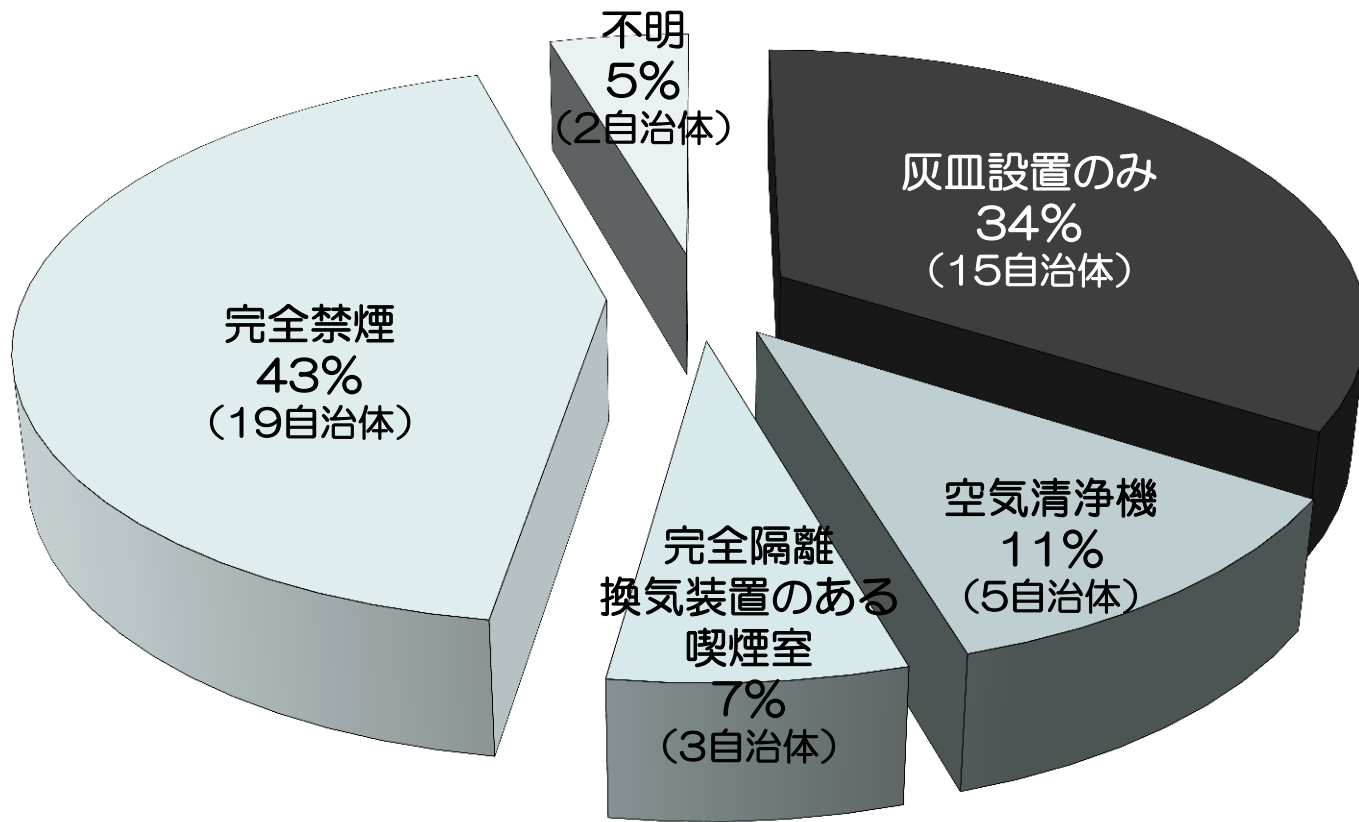 不明
5%
（2自治体）
灰皿設置のみ
34%
（15自治体）
完全禁煙
43%
（19自治体）
空気清浄機
11%
（5自治体）
完全隔離
換気装置のある
喫煙室
7%
（3自治体）